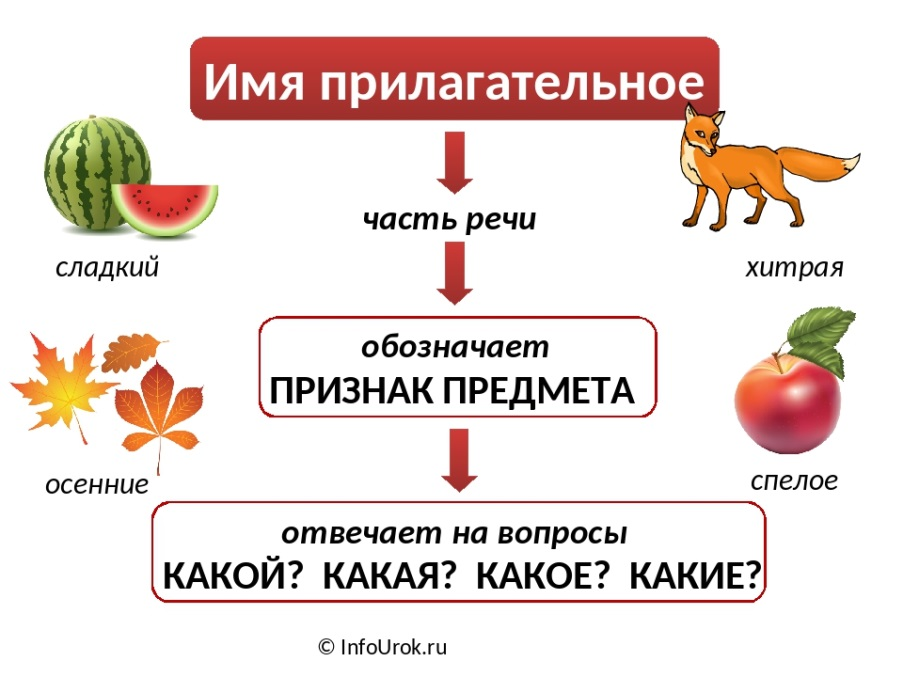 Имя прилагательное
часть речи
сладкий
хитрая
обозначает
ПРИЗНАК ПРЕДМЕТА
осенние
спелое
отвечает на вопросы
КАКОЙ? КАКАЯ? КАКОЕ? КАКИЕ?
© InfoUrok.ru